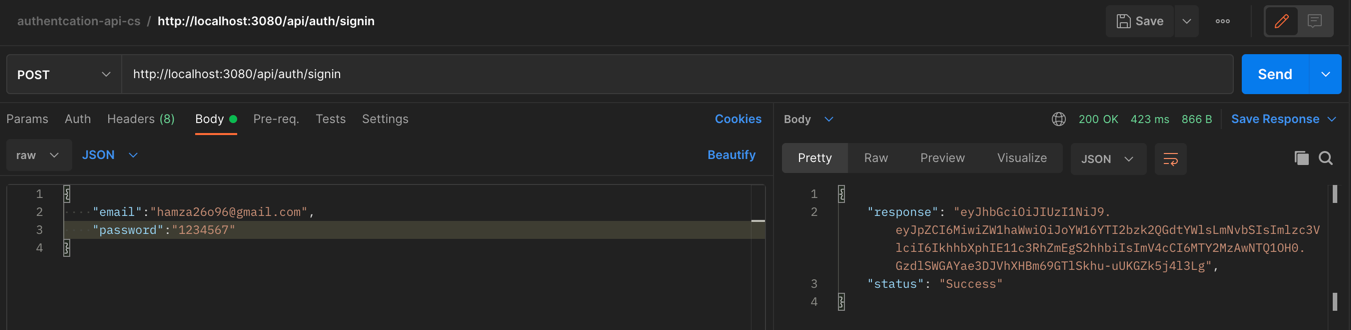 authentcation-api-cs / http://localhost:3080/api/auth/signin
Save
POST http://localhost:3080/api/auth/signin Send
Params Auth Headers (8) Body Pre-req. Tests Settings Cookies
Body 200 OK 423 ms 866 B Save Response
raw JSON Beautify
Pretty Raw Preview Visualize JSON
1 {
2 "email":"hamza26o96@gmail.com",
3 "password":"1234567"
4 }
1 {
2 "response": "eyJhbGciOiJIUzI1NiJ9.
eyJpZCI6MiwiZW1haWwiOiJoYW16YTI2bzk2QGdtYWlsLmNvbSIsImlzc3V
lciI6IkhhbXphIE11c3RhZmEgS2hhbiIsImV4cCI6MTY2MzAwNTQ1OH0.
GzdlSWGAYae3DJVhXHBm69GTlSkhu-uUKGZk5j4l3Lg",
3 "status": "Success"
4 }